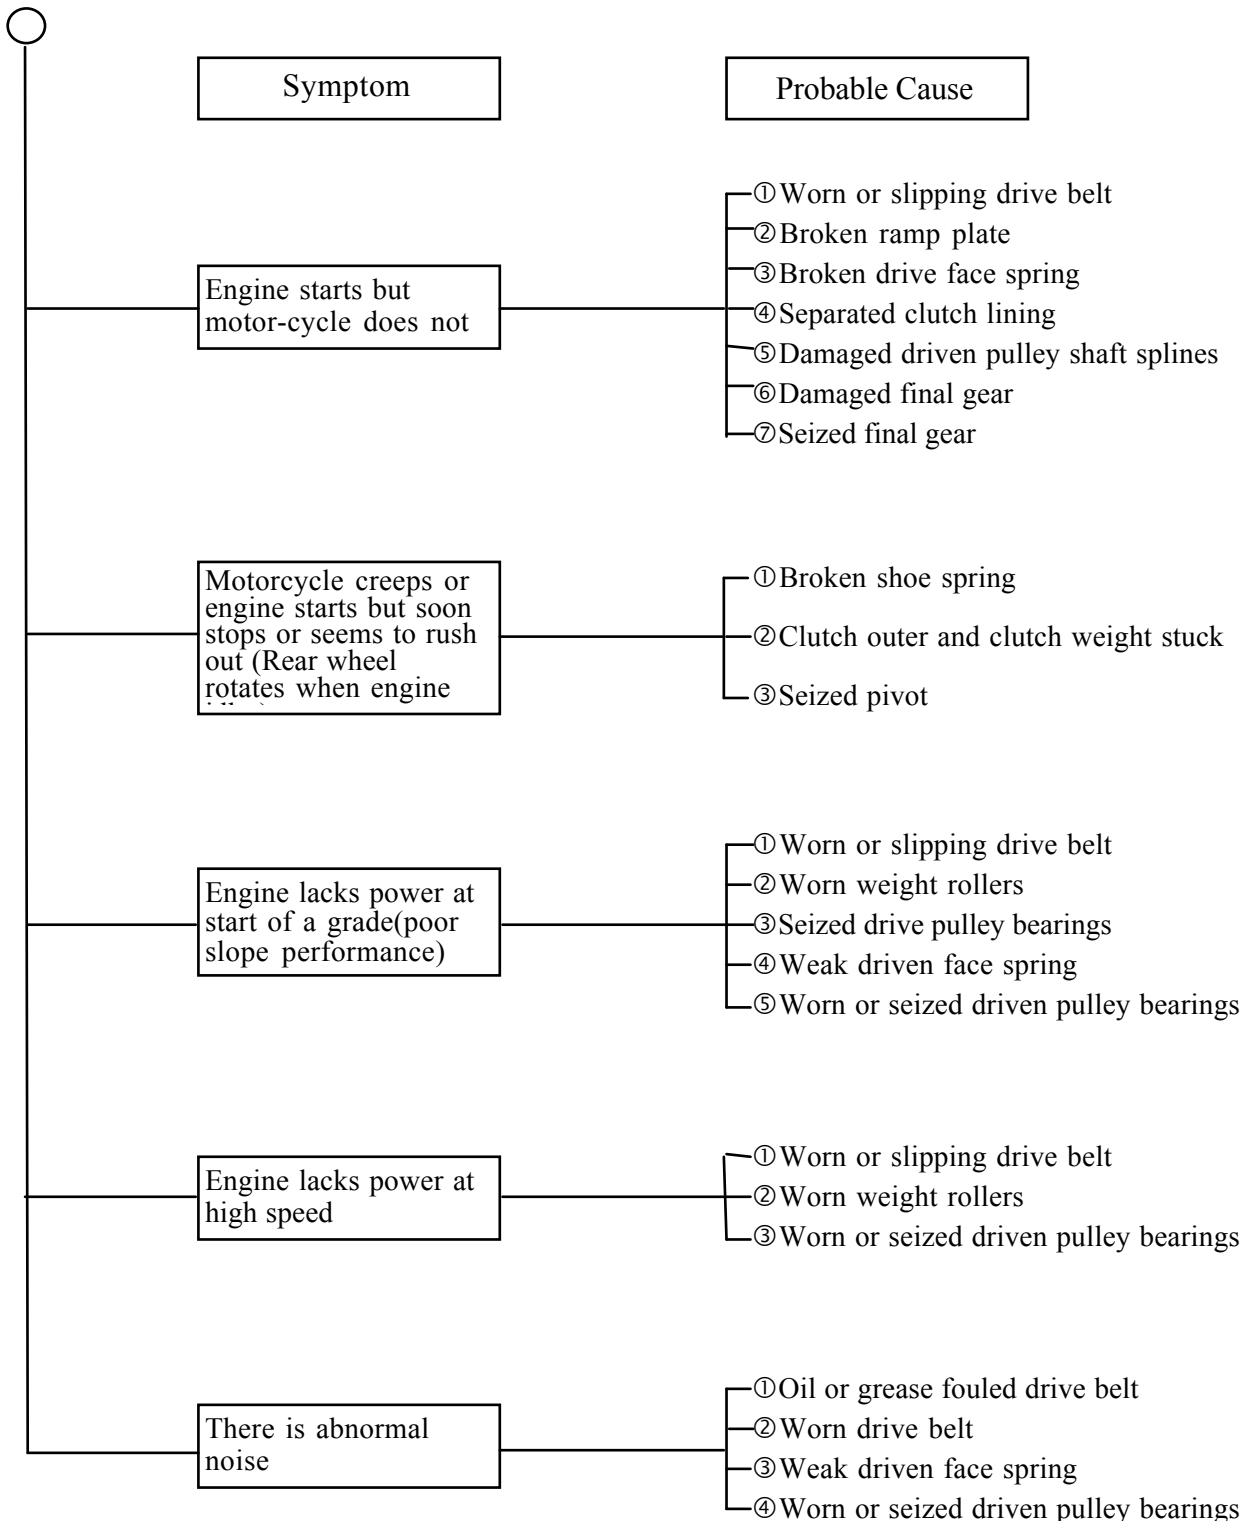 Symptom
Probable Cause
Engine starts but
motor-cycle does not
①Worn or slipping drive belt
②Broken ramp plate
③Broken drive face spring
④Separated clutch lining
⑤Damaged driven pulley shaft splines
⑥Damaged final gear
⑦Seized final gear
Motorcycle creeps or
engine starts but soon
stops or seems to rush
out (Rear wheel
rotates when engine
①Broken shoe spring
②Clutch outer and clutch weight stuck
③Seized pivot
Engine lacks power at
start of a grade(poor
slope performance)
①Worn or slipping drive belt
②Worn weight rollers
③Seized drive pulley bearings
④Weak driven face spring
⑤Worn or seized driven pulley bearings
Engine lacks power at
high speed
①Worn or slipping drive belt
②Worn weight rollers
③Worn or seized driven pulley bearings
There is abnormal
noise
①Oil or grease fouled drive belt
②Worn drive belt
③Weak driven face spring
④Worn or seized driven pulley bearings